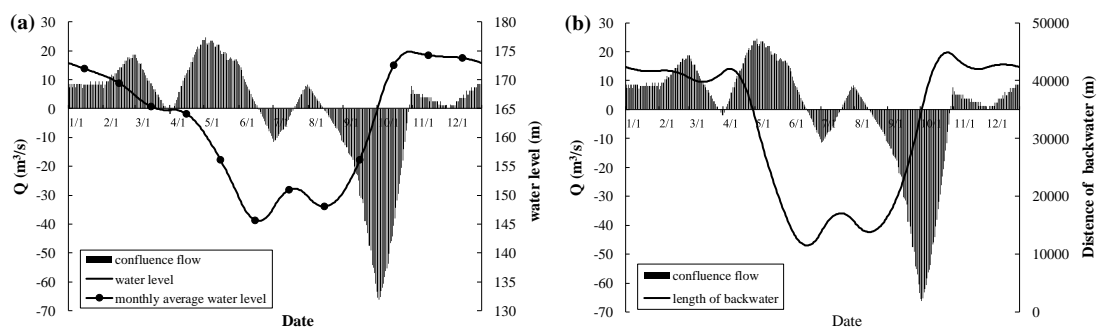 (a)
30
20
10
0
-10
-20
-30
-40
-50
-60
-70
Q (m³/s)
1/1 2/1 3/1 4/1 5/1 6/1 7/1 8/1 9/1 10/1 11/1 12/1
180
175
170
165
160
155
150
145
140
135
130
water level (m)
confluence flow
water level
monthly average water level
Date
(b)
30
20
10
0
-10
-20
-30
-40
-50
-60
-70
Q (m³/s)
1/1 2/1 3/1 4/1 5/1 6/1 7/1 8/1 9/1 10/1 11/1 12/1
50000
40000
30000
20000
10000
0
Distence of backwater (m)
confluence flow
length of backwater
Date